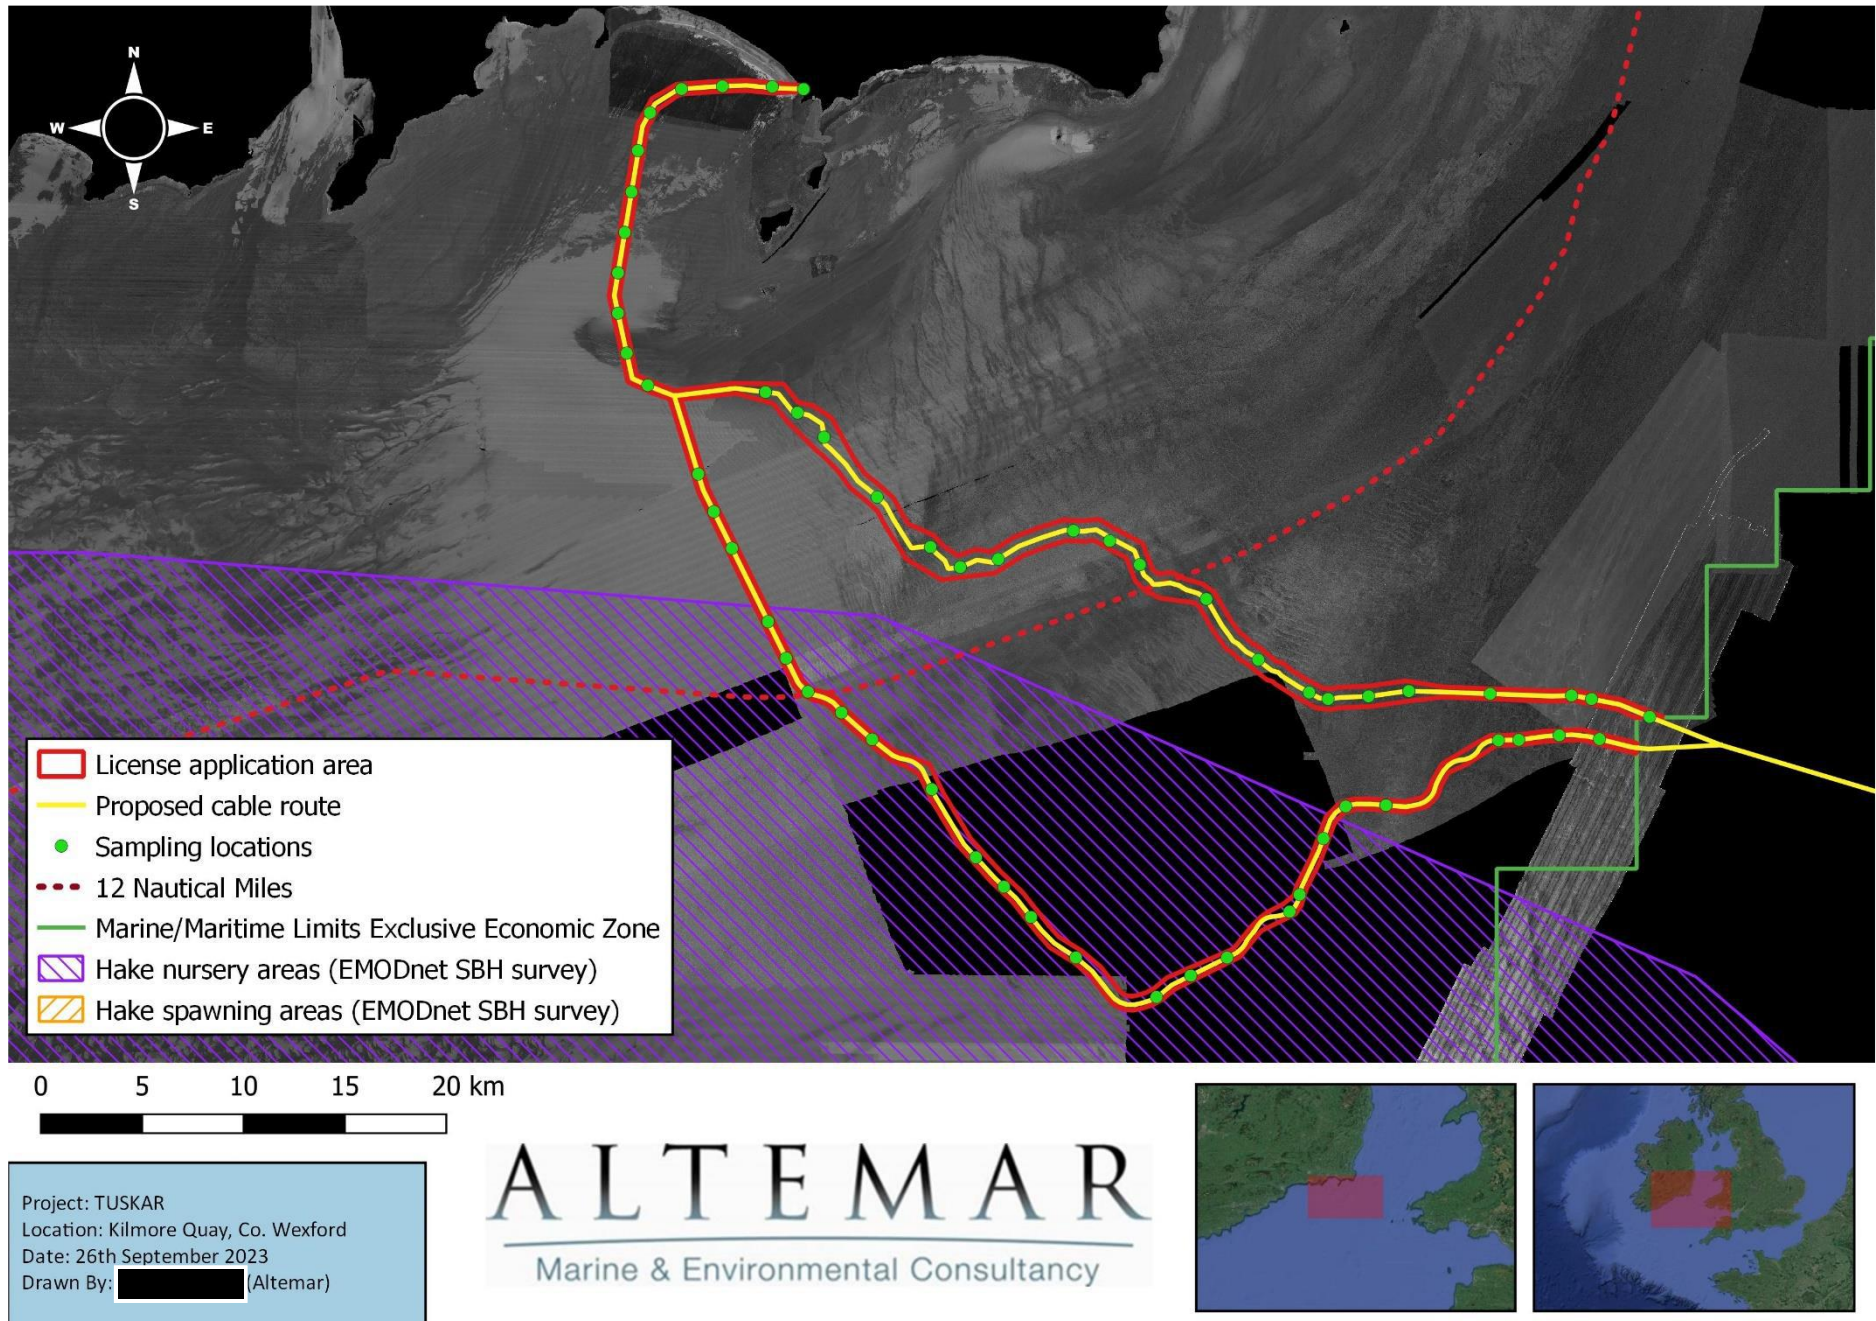 N
W
E
S
License application area
Proposed cable route
Sampling locations
12 Nautical Miles
Marine/Maritime Limits Exclusive Economic Zone
Hake nursery areas (EMODnet SBH survey)
Hake spawning areas (EMODnet SBH survey)
0 5 10 15 20 km
Project: TUSKAR
Location: Kilmore Quay, Co. Wexford
Date: 26th September 2023
Drawn By: (Altemar)
ALTEMAR
Marine & Environmental Consultancy